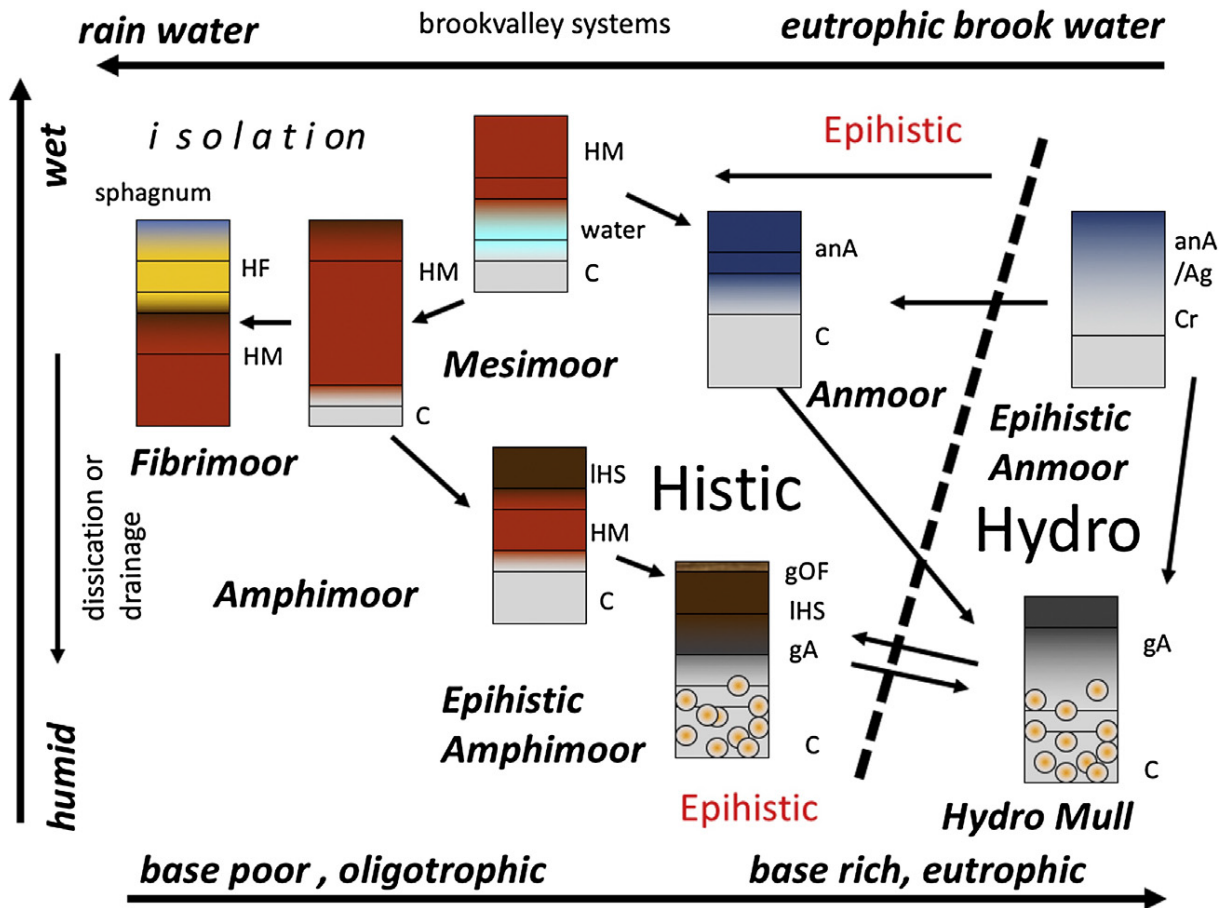 rain water
brookvalley systems
eutrophic brook water
wet
isolation
Epihistic
sphagnum
HF
HM
HM
C
HM
water
C
anA
C
anA
/Ag
Cr
Mesimoor
Anmoor
Epihistic
Anmoor
Fibrimoor
dissication or
drainage
lHS
HM
C
Histic
Hydro
Amphimoor
gOF
lHS
gA
C
gA
C
Epihistic
Amphimoor
Epihistic
Hydro Mull
humid
base poor , oligotrophic
base rich, eutrophic